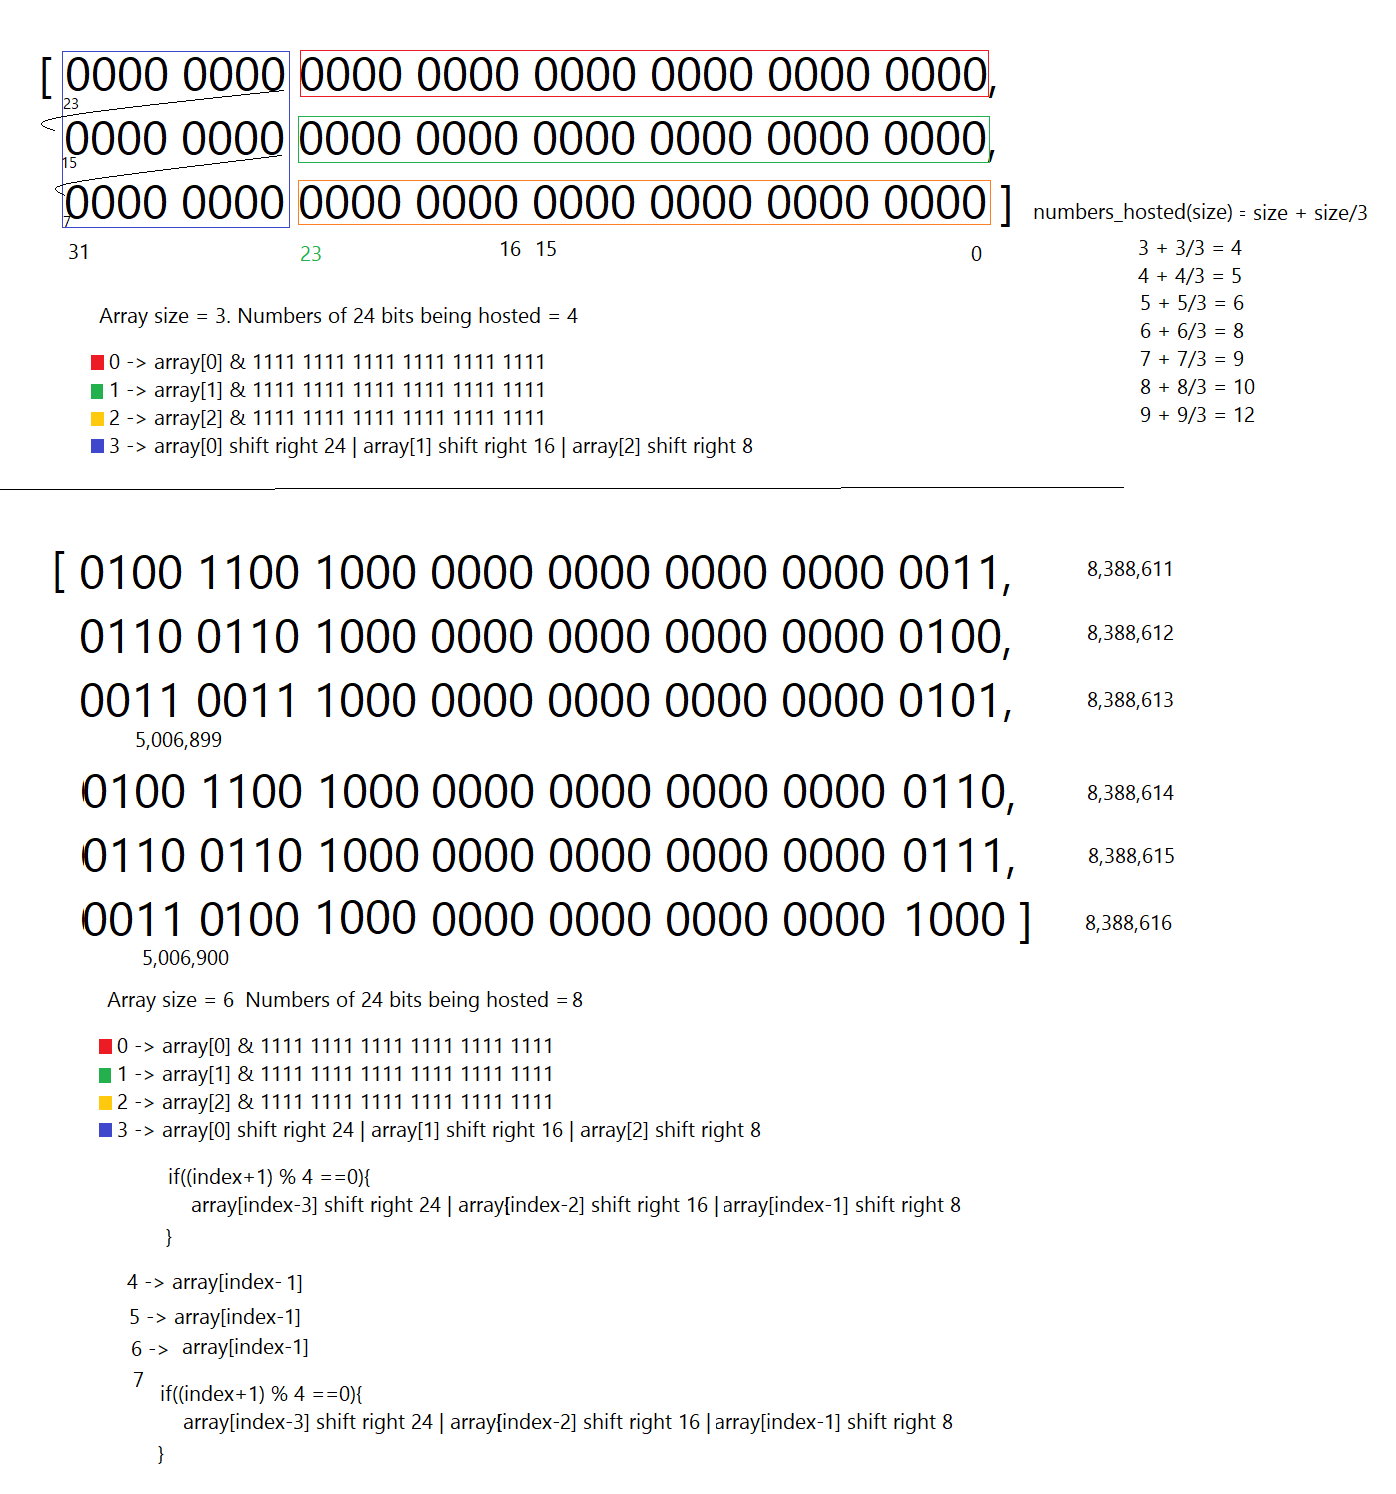 [ 0000 0000 0000 0000 0000 0000 0000 0000,
23
0000 0000 0000 0000 0000 0000 0000 0000,
15
0000 0000 0000 0000 0000 0000 0000 0000 ]
7
31 23 16 15 0
numbers_hosted(size) = size + size/3
3 + 3/3 = 4
4 + 4/3 = 5
5 + 5/3 = 6
6 + 6/3 = 8
7 + 7/3 = 9
8 + 8/3 = 10
9 + 9/3 = 12
Array size = 3. Numbers of 24 bits being hosted = 4
0 -> array[0] & 1111 1111 1111 1111 1111 1111
1 -> array[1] & 1111 1111 1111 1111 1111 1111
2 -> array[2] & 1111 1111 1111 1111 1111 1111
3 -> array[0] shift right 24 | array[1] shift right 16 | array[2] shift right 8
[ 0100 1100 1000 0000 0000 0000 0000 0011, 8,388,611
0110 0110 1000 0000 0000 0000 0000 0100, 8,388,612
0011 0011 1000 0000 0000 0000 0000 0101, 8,388,613
5,006,899
0100 1100 1000 0000 0000 0000 0000 0110, 8,388,614
0110 0110 1000 0000 0000 0000 0000 0111, 8,388,615
0011 0100 1000 0000 0000 0000 0000 1000 ] 8,388,616
5,006,900
Array size = 6 Numbers of 24 bits being hosted = 8
0 -> array[0] & 1111 1111 1111 1111 1111 1111
1 -> array[1] & 1111 1111 1111 1111 1111 1111
2 -> array[2] & 1111 1111 1111 1111 1111 1111
3 -> array[0] shift right 24 | array[1] shift right 16 | array[2] shift right 8
if((index+1) % 4 ==0){
array[index-3] shift right 24 | array[index-2] shift right 16 | array[index-1] shift right 8
}
4 -> array[index- 1]
5 -> array[index-1]
6 -> array[index-1]
7
if((index+1) % 4 ==0){
array[index-3] shift right 24 | array[index-2] shift right 16 | array[index-1] shift right 8
}